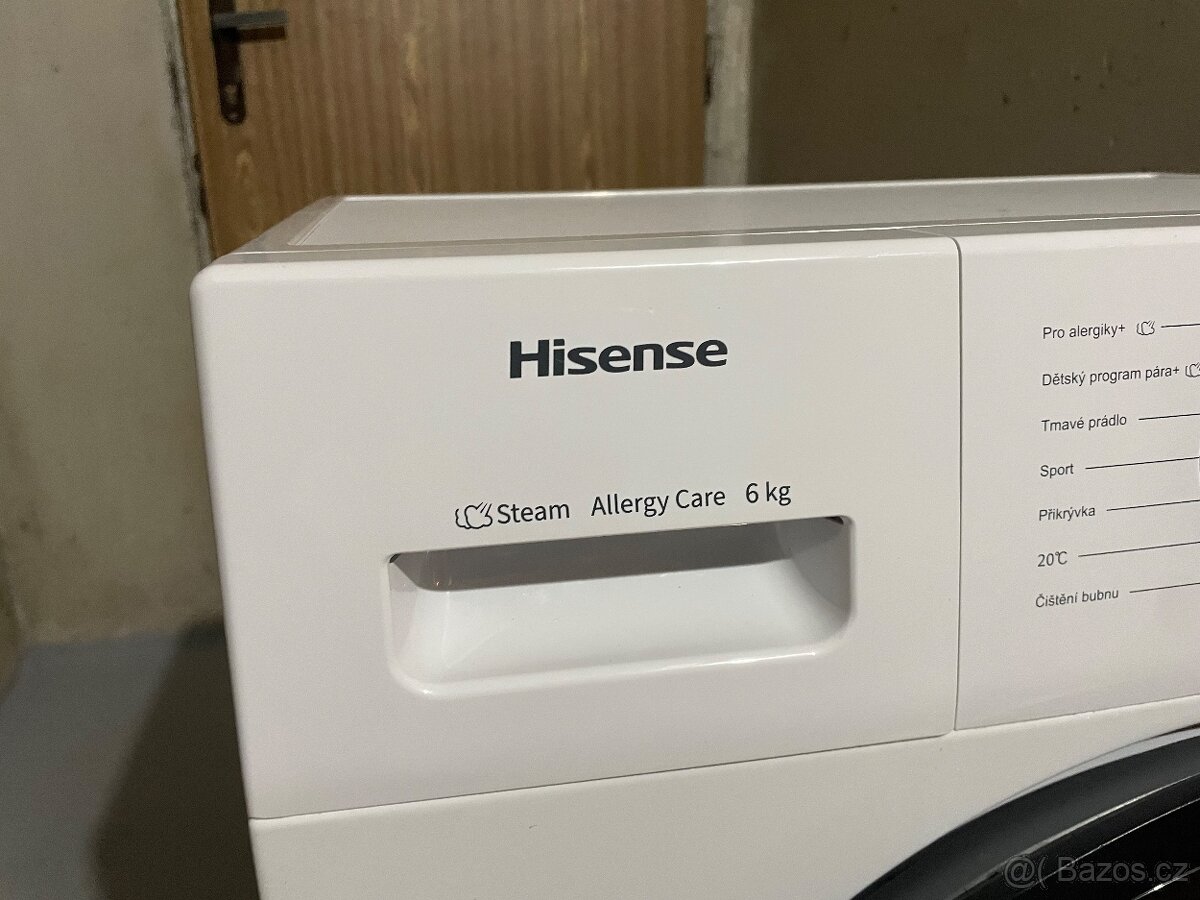 Hisense
Steam Allergy Care 6 kg
Pro alergiky+
Dětský program pára+
Tmavé prádlo
Sport
Přikrývka
20℃
Čištění bubnu
@( Bazos.cz